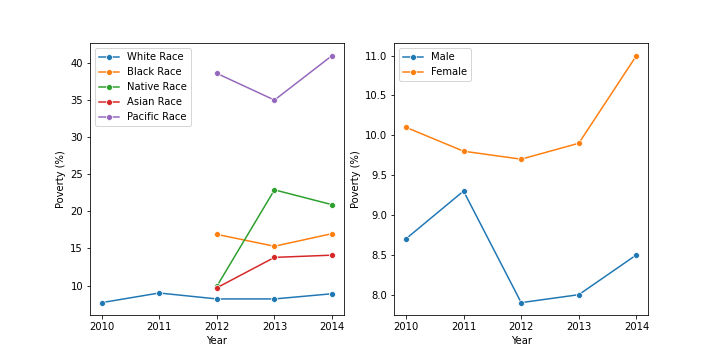 White Race
Black Race
Native Race
Asian Race
Pacific Race
40
35
30
25
20
15
10
Poverty (%)
2010 2011 2012 2013 2014
Year
Male
Female
11.0
10.5
10.0
9.5
9.0
8.5
8.0
Poverty (%)
2010 2011 2012 2013 2014
Year